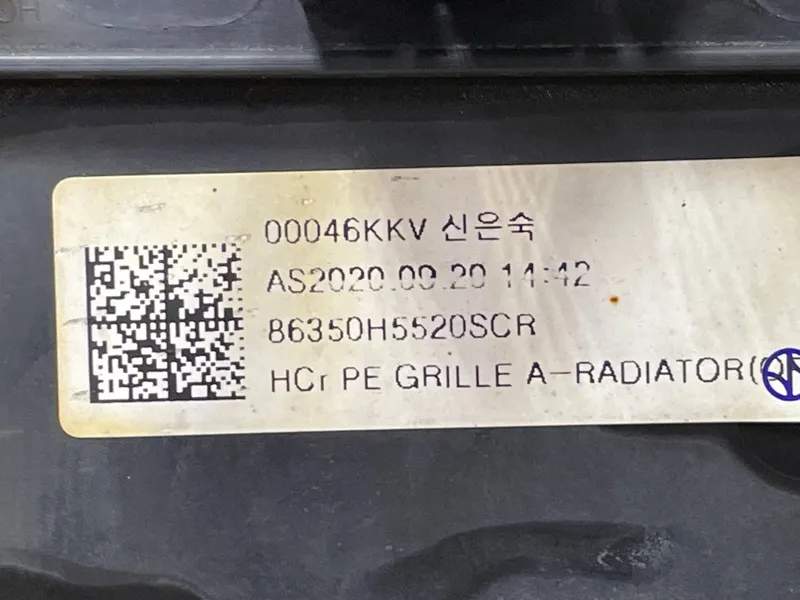 00046KKV 신은숙
AS2020.09.20 14:42
86350H5520SCR
HCr PE GRILLE A-RADIATOR(